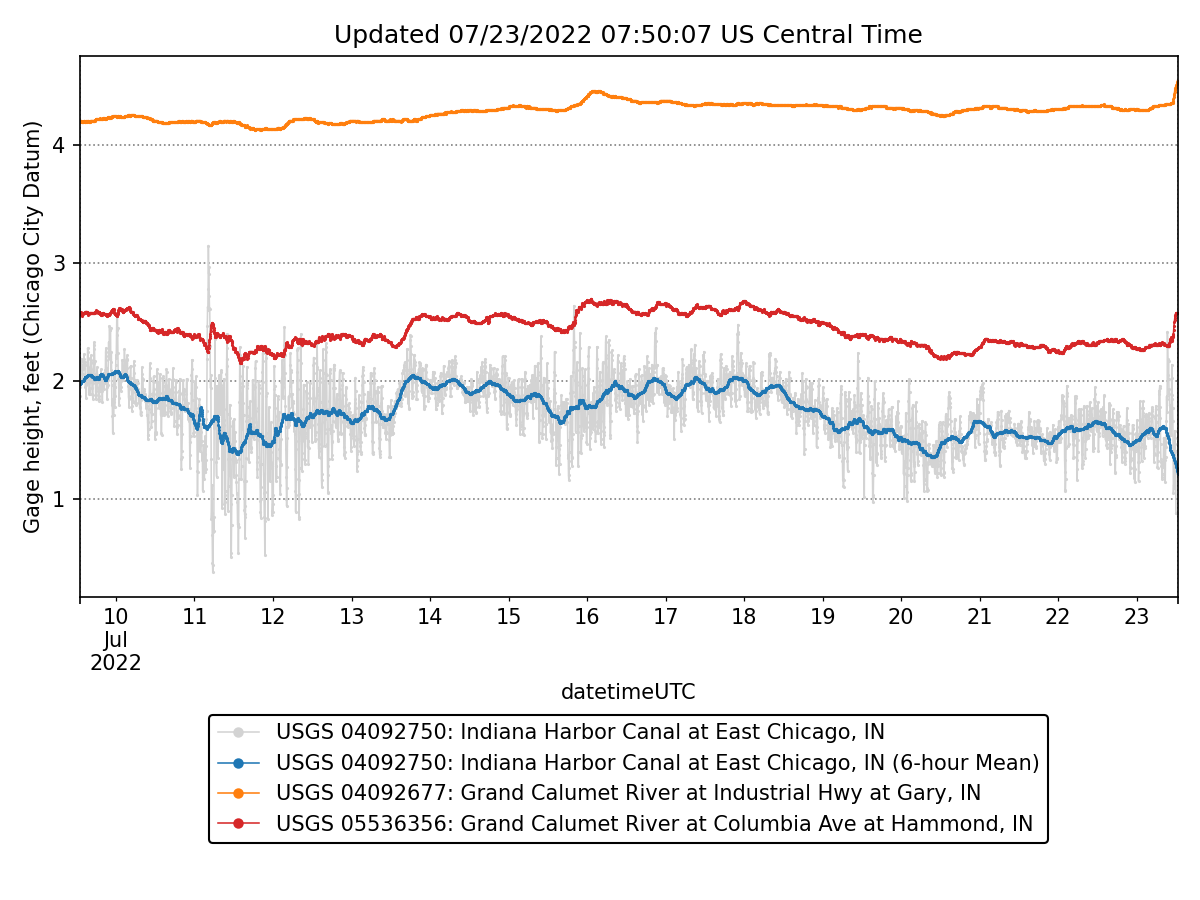 Updated 07/23/2022 07:50:07 US Central Time
Gage height, feet (Chicago City Datum)
4
3
2
1
10 11 12 13 14 15 16 17 18 19 20 21 22 23
Jul
2022
datetimeUTC
USGS 04092750: Indiana Harbor Canal at East Chicago, IN
USGS 04092750: Indiana Harbor Canal at East Chicago, IN (6-hour Mean)
USGS 04092677: Grand Calumet River at Industrial Hwy at Gary, IN
USGS 05536356: Grand Calumet River at Columbia Ave at Hammond, IN